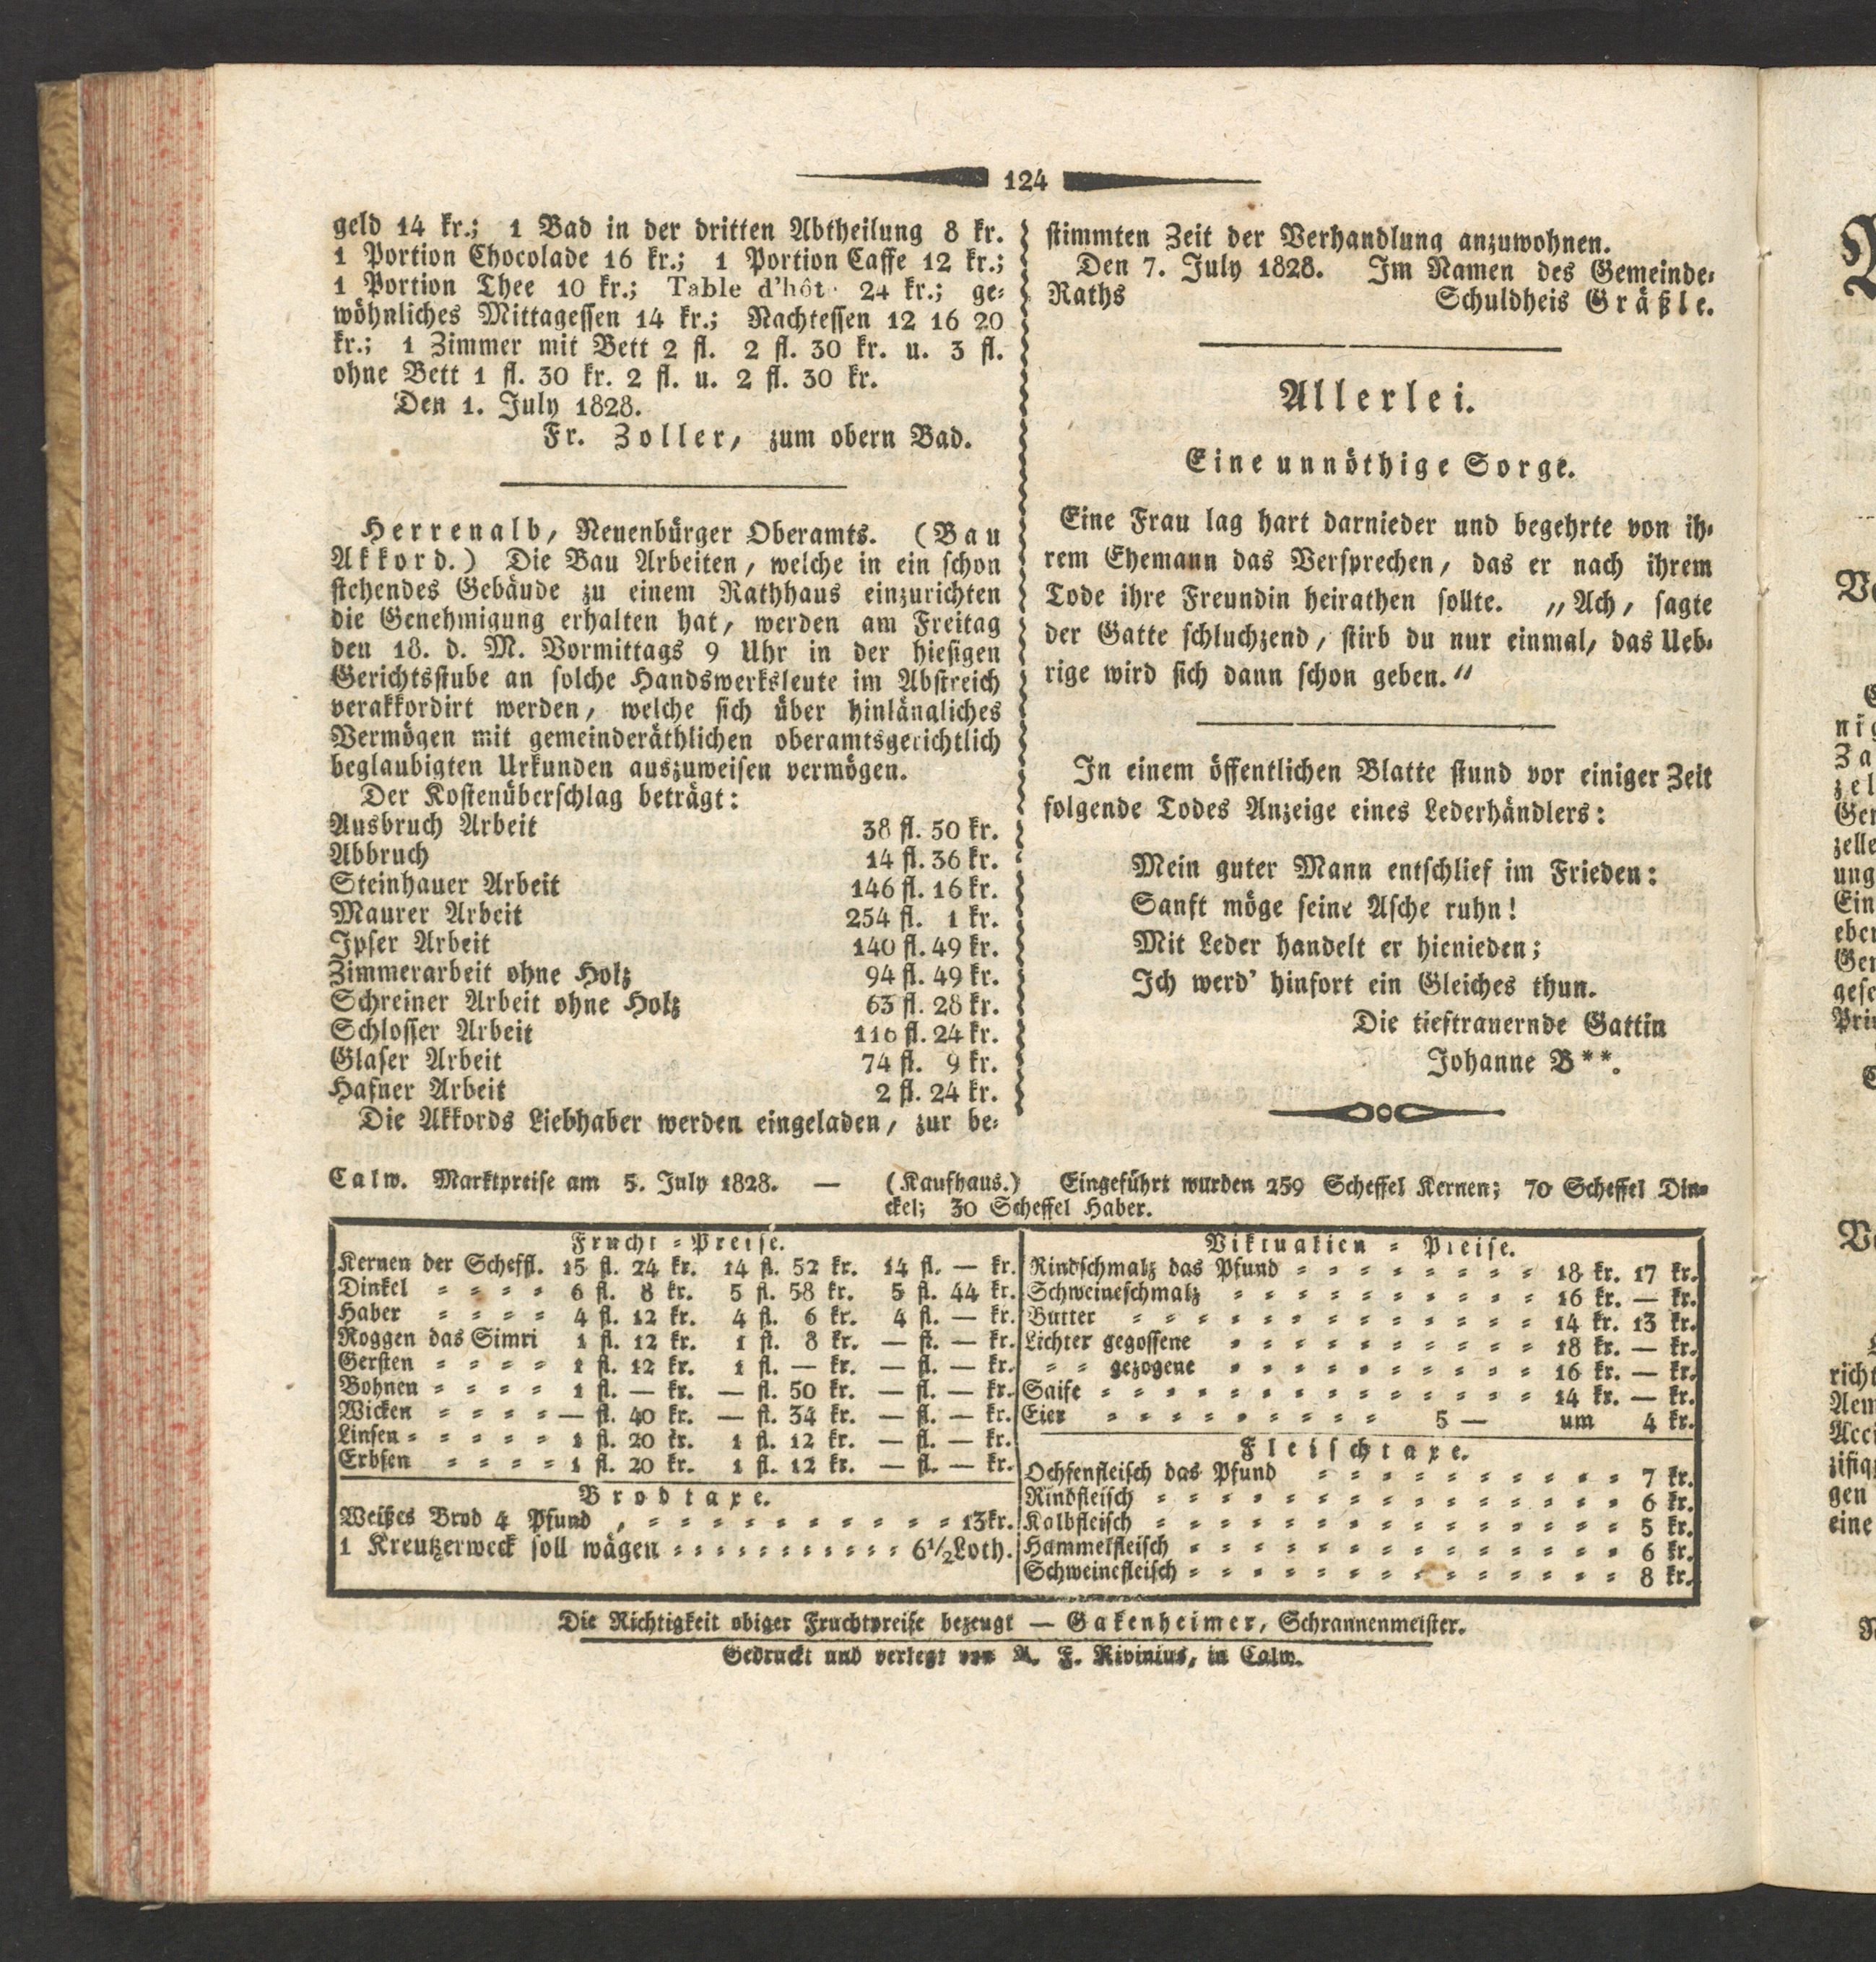 124
geld 14 kr.; 1 Bad in der dritten Abtheilung 8 kr.
1 Portion Chocolade 16 kr.; 1 Portion Caffe 12 kr.;
1 Portion Thee 10 kr.; Table d'hôt 24 kr.; ge-
wöhnliches Mittagessen 14 kr.; Nachtessen 12 16 20
kr.; 1 Zimmer mit Bett 2 fl. 2 fl. 30 kr. u. 3 fl.
ohne Bett 1 fl. 30 kr. 2 fl. u. 2 fl. 30 kr.
Den 1. July 1828.
Fr. Zoller, zum obern Bad.
Herrenalb, Neuenbürger Oberamts. (Bau
Akkord.) Die Bau Arbeiten, welche in ein schon
stehendes Gebäude zu einem Rathhaus einzurichten
die Genehmigung erhalten hat, werden am Freitag
den 18. d. M. Vormittags 9 Uhr in der hiesigen
Gerichtsstube an solche Handswerksleute im Abstreich
verakkordirt werden, welche sich über hinlängliches
Vermögen mit gemeinderäthlichen oberamtsgerichtlich
beglaubigten Urkunden auszuweisen vermögen.
Der Kostenüberschlag beträgt:
Ausbruch Arbeit 38 fl. 50 kr.
Abbruch 14 fl. 36 kr.
Steinhauer Arbeit 146 fl. 16 kr.
Maurer Arbeit 254 fl. 1 kr.
Ipser Arbeit 140 fl. 49 kr.
Zimmerarbeit ohne Holz 94 fl. 49 kr.
Schreiner Arbeit ohne Holz 63 fl. 28 kr.
Schlosser Arbeit 110 fl. 24 kr.
Glaser Arbeit 74 fl. 9 kr.
Hafner Arbeit 2 fl. 24 kr.
Die Akkords Liebhaber werden eingeladen, zur be-
stimmten Zeit der Verhandlung anzuwohnen.
Den 7. July 1828. Im Namen des Gemeinde-
Raths Schuldheis Gräßle.
Allerlei.
Eine unnöthige Sorge.
Eine Frau lag hart darnieder und begehrte von ih-
rem Ehemann das Versprechen, das er nach ihrem
Tode ihre Freundin heirathen sollte. „Ach, sagte
der Gatte schluchzend, stirb du nur einmal, das Ueb-
rige wird sich dann schon geben."
In einem öffentlichen Blatte stund vor einiger Zeit
folgende Todes Anzeige eines Lederhändlers:
Mein guter Mann entschlief im Frieden:
Sanft möge seine Asche ruhn!
Mit Leder handelt er hienieden;
Ich werd' hinfort ein Gleiches thun.
Die tieftrauernde Gattin
Johanne B**.
Calw. Marktpreise am 5. July 1828. — (Kaufhaus.) Eingeführt wurden 259 Scheffel Kernen; 70 Scheffel Din-
ckel; 30 Scheffel Haber.
Frucht-Preise.
Kernen der Scheffl. 15 fl. 24 kr. 14 fl. 52 kr. 14 fl. — kr.
Dinkel - - - - 6 fl. 8 kr. 5 fl. 58 kr. 5 fl. 44 kr.
Haber - - - - 4 fl. 12 kr. 4 fl. 6 kr. 4 fl. — kr.
Roggen das Simri 1 fl. 12 kr. 1 fl. 8 kr. — fl. — kr.
Gersten - - - - 1 fl. 12 kr. 1 fl. — kr. — fl. — kr.
Bohnen - - - - 1 fl. — kr. — fl. 50 kr. — fl. — kr.
Wicken - - - - — fl. 40 kr. — fl. 34 kr. — fl. — kr.
Linsen - - - - - 1 fl. 20 kr. 1 fl. 12 kr. — fl. — kr.
Erbsen - - - - 1 fl. 20 kr. 1 fl. 12 kr. — fl. — kr.
Brodtaxe.
Weißes Brod 4 Pfund , - - - - - - - - - - 13kr.
1 Kreutzerweck soll wägen - - - - - - - - - - - 6½Loth.
Viktualien-Preise.
Rindschmalz das Pfund - - - - - - - - 18 kr. 17 kr.
Schweineschmalz - - - - - - - - - - 16 kr. — kr.
Butter - - - - - - - - - - - - - 14 kr. 13 kr.
Lichter gegossene - - - - - - - - - - 18 kr. — kr.
- - gezogene - - - - - - - - - - 16 kr. — kr.
Saife - - - - - - - - - - - - - - 14 kr. — kr.
Eier - - - - - - - - - 5 — um 4 kr.
Fleischtaxe.
Ochsenfleisch das Pfund - - - - - - - - - - 7 kr.
Rindfleisch - - - - - - - - - - - - - - - 6 kr.
Kalbfleisch - - - - - - - - - - - - - - - 5 kr.
Hammelfleisch - - - - - - - - - - - - - - 6 kr.
Schweinefleisch - - - - - - - - - - - - - - 8 kr.
Die Richtigkeit obiger Fruchtpreise bezeugt — Gakenheimer, Schrannenmeister.
Gedruckt und verlegt von A. F. Rivinius, in Calw.